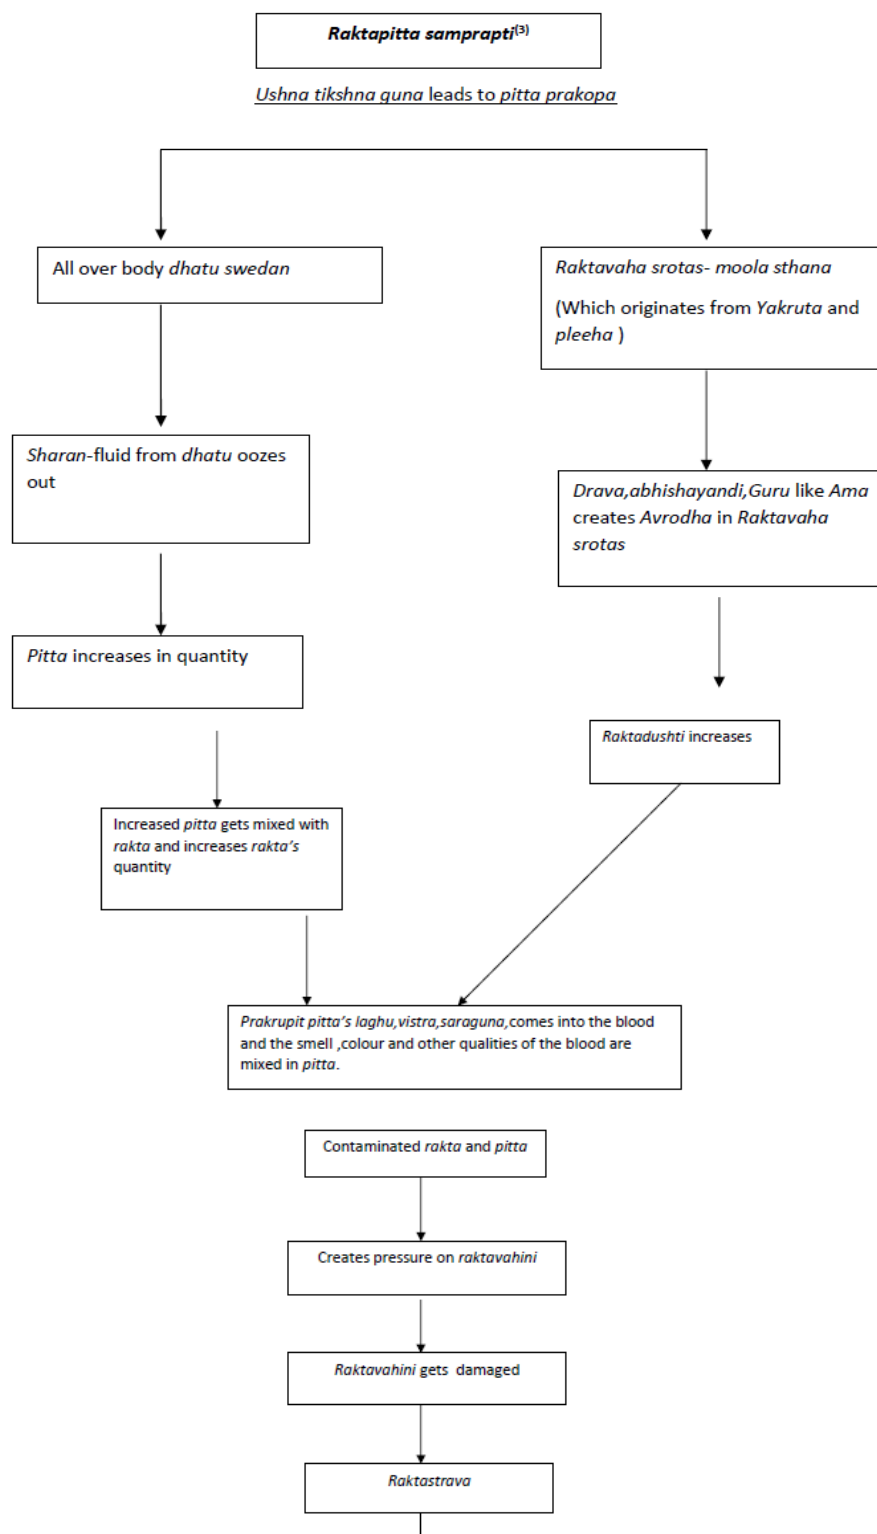 Raktapitta samprapti(3)
Ushna tikshna guna leads to pitta prakopa
All over body dhatu swedan
Raktavaha srotas- moola sthana
(Which originates from Yakruta and
pleeha )
Sharan-fluid from dhatu oozes
out
Drava,abhishayandi,Guru like Ama
creates Avrodha in Raktavaha
srotas
Pitta increases in quantity
Raktadushti increases
Increased pitta gets mixed with
rakta and increases rakta's
quantity
Prakrupit pitta's laghu,vistra,saraguna,comes into the blood
and the smell ,colour and other qualities of the blood are
mixed in pitta.
Contaminated rakta and pitta
Creates pressure on raktavahini
Raktavahini gets damaged
Raktastrava